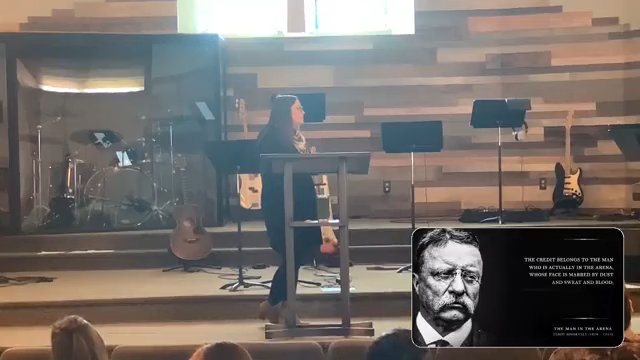 THE CREDIT BELONGS TO THE MAN
WHO IS ACTUALLY IN THE ARENA,
WHOSE FACE IS MARRED BY DUST
AND SWEAT AND BLOOD;
THE MAN IN THE ARENA